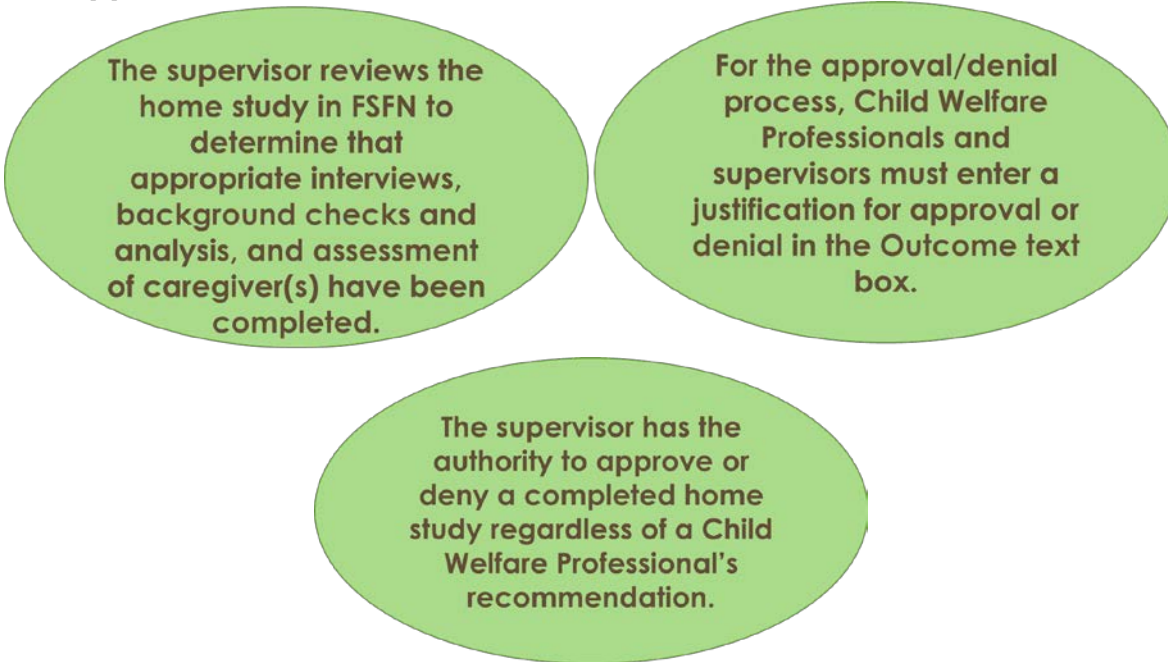 The supervisor reviews the
home study in FSFN to
determine that
appropriate interviews,
background checks and
analysis, and assessment
of caregiver(s) have been
completed.
For the approval/denial
process, Child Welfare
Professionals and
supervisors must enter a
justification for approval or
denial in the Outcome text
box.
The supervisor has the
authority to approve or
deny a completed home
study regardless of a Child
Welfare Professional’s
recommendation.